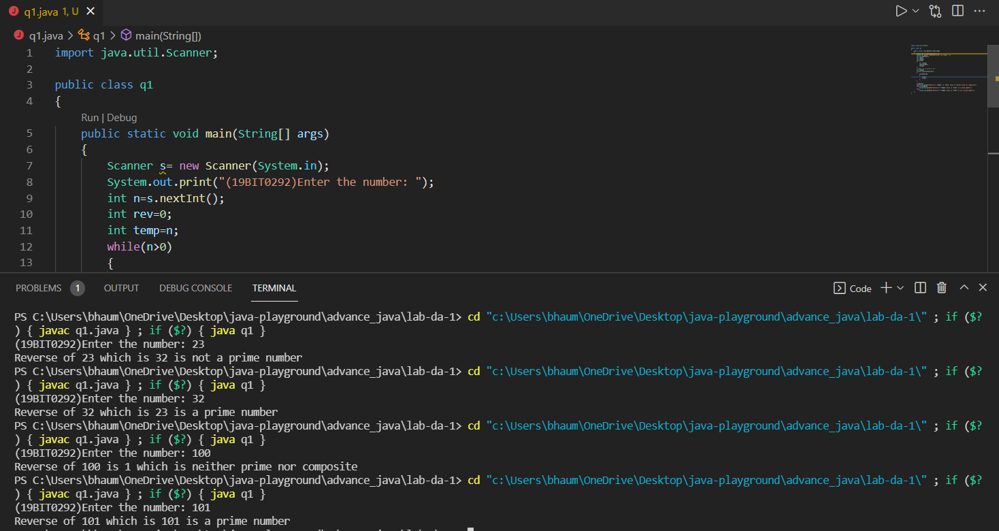 q1.java 1, U
q1.java > q1 > main(String[])
1 import java.util.Scanner;
2
3 public class q1
4 {
Run | Debug
5 public static void main(String[] args)
6 {
7 Scanner s= new Scanner(System.in);
8 System.out.print("(19BIT0292)Enter the number: ");
9 int n=s.nextInt();
10 int rev=0;
11 int temp=n;
12 while(n>0)
13 {
PROBLEMS 1 OUTPUT DEBUG CONSOLE TERMINAL Code
PS C:\Users\bhaum\OneDrive\Desktop\java-playground\advance_java\lab-da-1> cd "c:\Users\bhaum\OneDrive\Desktop\java-playground\advance_java\lab-da-1\" ; if ($?
) { javac q1.java } ; if ($?) { java q1 }
(19BIT0292)Enter the number: 23
Reverse of 23 which is 32 is not a prime number
PS C:\Users\bhaum\OneDrive\Desktop\java-playground\advance_java\lab-da-1> cd "c:\Users\bhaum\OneDrive\Desktop\java-playground\advance_java\lab-da-1\" ; if ($?
) { javac q1.java } ; if ($?) { java q1 }
(19BIT0292)Enter the number: 32
Reverse of 32 which is 23 is a prime number
PS C:\Users\bhaum\OneDrive\Desktop\java-playground\advance_java\lab-da-1> cd "c:\Users\bhaum\OneDrive\Desktop\java-playground\advance_java\lab-da-1\" ; if ($?
) { javac q1.java } ; if ($?) { java q1 }
(19BIT0292)Enter the number: 100
Reverse of 100 is 1 which is neither prime nor composite
PS C:\Users\bhaum\OneDrive\Desktop\java-playground\advance_java\lab-da-1> cd "c:\Users\bhaum\OneDrive\Desktop\java-playground\advance_java\lab-da-1\" ; if ($?
) { javac q1.java } ; if ($?) { java q1 }
(19BIT0292)Enter the number: 101
Reverse of 101 which is 101 is a prime number